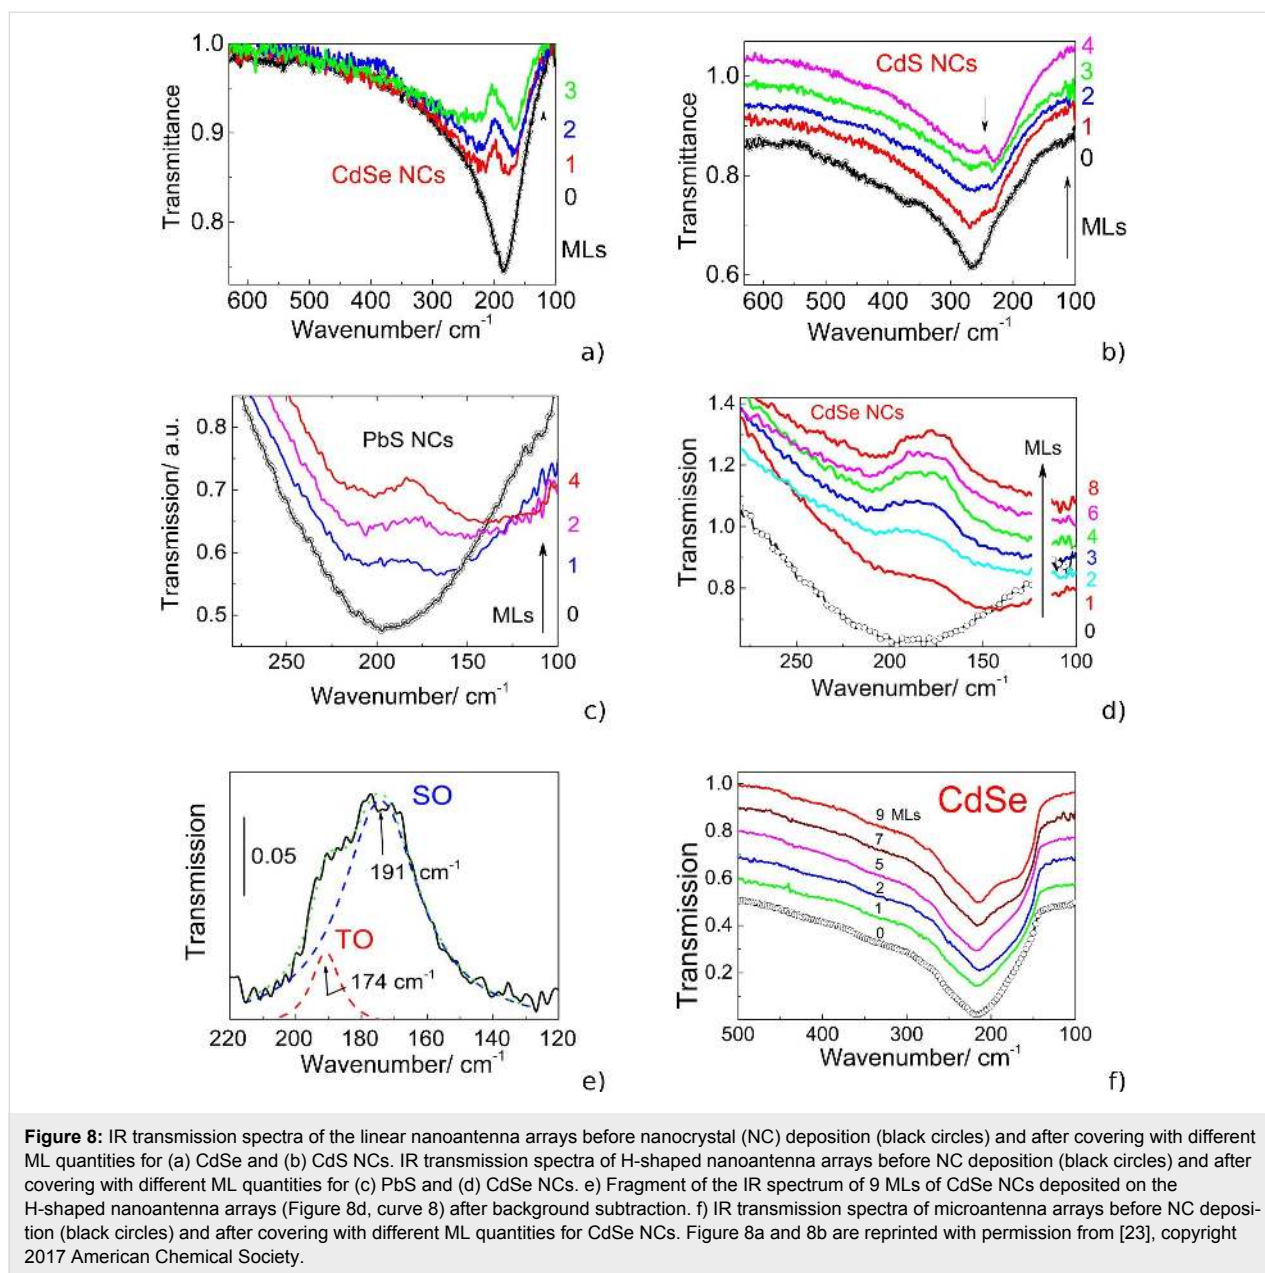 1.0
0.9
0.8
Transmittance
CdSe NCs
3
2
1
0
MLs
600 500 400 300 200 100
Wavenumber/ cm-1
a)
1.0
0.8
0.6
Transmittance
CdS NCs
4
3
2
1
0
MLs
600 500 400 300 200 100
Wavenumber/ cm-1
b)
0.8
0.7
0.6
0.5
Transmission/ a.u.
PbS NCs
4
2
1
0
MLs
250 200 150 100
Wavenumber/ cm-1
c)
1.4
1.2
1.0
0.8
Transmission
CdSe NCs
MLs
8
6
4
3
2
1
0
250 200 150 100
Wavenumber/ cm-1
d)
Transmission
0.05
SO
191 cm-1
TO
174 cm-1
220 200 180 160 140 120
Wavenumber/ cm-1
e)
1.0
0.8
0.6
0.4
0.2
Transmission
CdSe
9 MLs
7
5
2
1
0
500 400 300 200 100
Wavenumber/ cm-1
f)
Figure 8: IR transmission spectra of the linear nanoantenna arrays before nanocrystal (NC) deposition (black circles) and after covering with different
ML quantities for (a) CdSe and (b) CdS NCs. IR transmission spectra of H-shaped nanoantenna arrays before NC deposition (black circles) and after
covering with different ML quantities for (c) PbS and (d) CdSe NCs. e) Fragment of the IR spectrum of 9 MLs of CdSe NCs deposited on the
H-shaped nanoantenna arrays (Figure 8d, curve 8) after background subtraction. f) IR transmission spectra of microantenna arrays before NC deposi-
tion (black circles) and after covering with different ML quantities for CdSe NCs. Figure 8a and 8b are reprinted with permission from [23], copyright
2017 American Chemical Society.